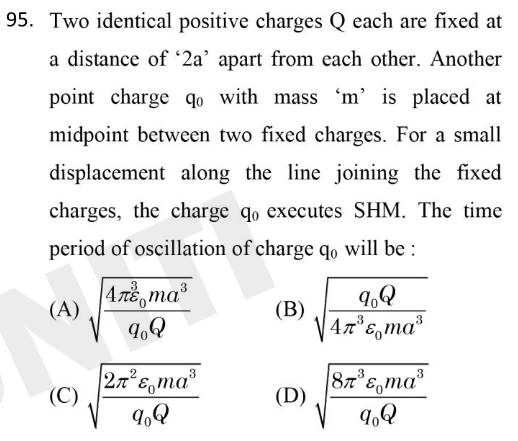 95. Two identical positive charges Q each are fixed at
a distance of ‘2a’ apart from each other. Another
point charge q₀ with mass ‘m’ is placed at
midpoint between two fixed charges. For a small
displacement along the line joining the fixed
charges, the charge q₀ executes SHM. The time
period of oscillation of charge q₀ will be :
(A) √(4π³ε₀ma³ / q₀Q) (B) √(q₀Q / 4π³ε₀ma³)
(C) √(2π²ε₀ma³ / q₀Q) (D) √(8π³ε₀ma³ / q₀Q)